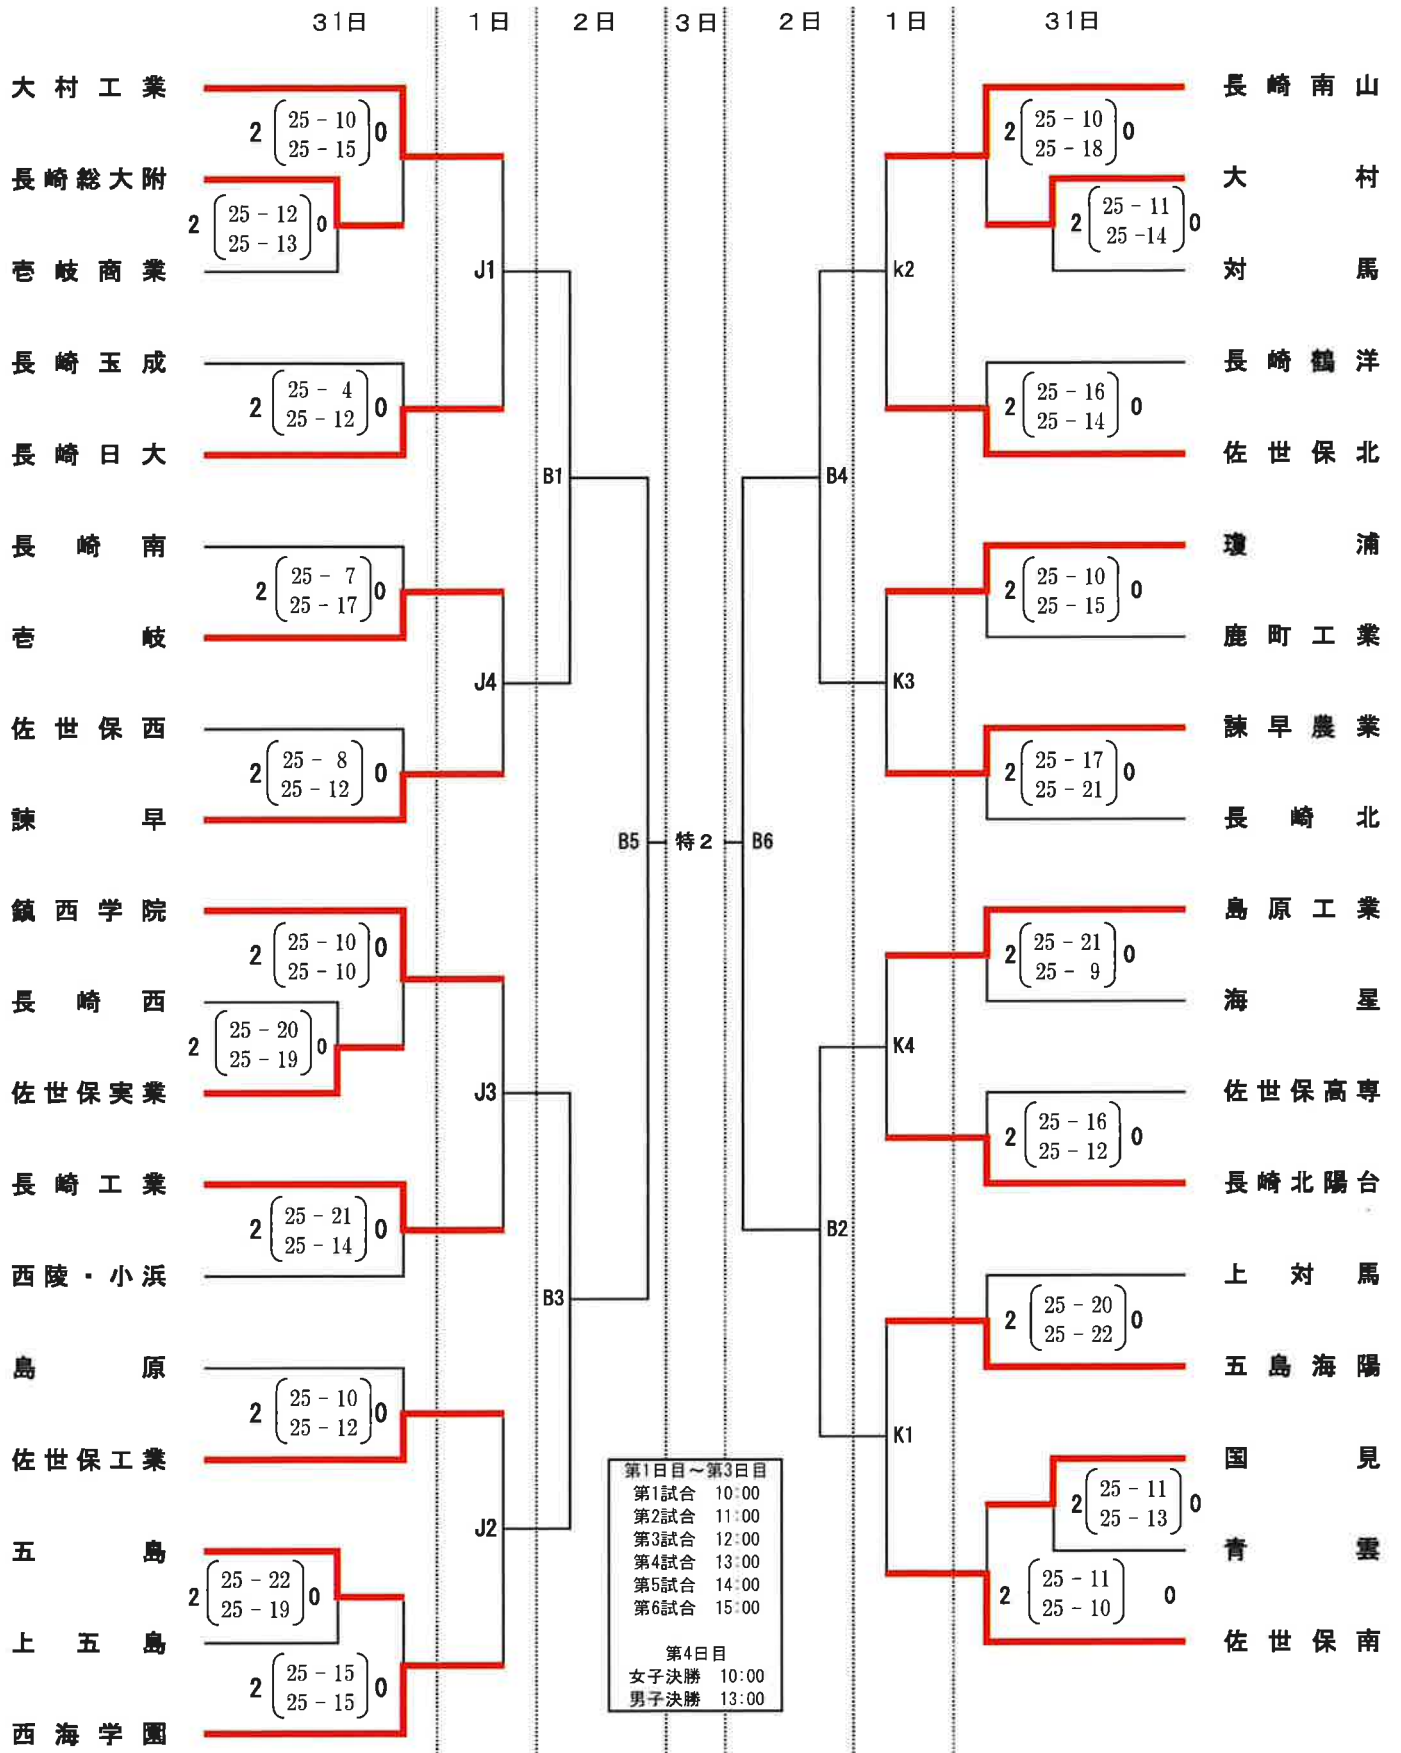 31日 1日 2日 3日 2日 1日 31日
大村工業
2 25 - 10 0
25 - 15
長崎総大附
2 25 - 12 0
25 - 13
壱岐商業
J1
長崎玉成
2 25 - 4 0
25 - 12
長崎日大
B1
長崎南
2 25 - 7 0
25 - 17
壱岐
J4
佐世保西
2 25 - 8 0
25 - 12
諫早
B5 特2 B6
鎮西学院
2 25 - 10 0
25 - 10
長崎西
2 25 - 20 0
25 - 19
佐世保実業
J3
長崎工業
2 25 - 21 0
25 - 14
西陵・小浜
B3
島原
2 25 - 10 0
25 - 12
佐世保工業
J2
五島
2 25 - 22 0
25 - 19
上五島
2 25 - 15 0
25 - 15
西海学園
長崎南山
2 25 - 10 0
25 - 18
大村
2 25 - 11 0
25 -14
対馬
k2
長崎鶴洋
2 25 - 16 0
25 - 14
佐世保北
B4
瓊浦
2 25 - 10 0
25 - 15
鹿町工業
K3
諫早農業
2 25 - 17 0
25 - 21
長崎北
島原工業
2 25 - 21 0
25 - 9
海星
K4
佐世保高専
2 25 - 16 0
25 - 12
長崎北陽台
B2
上対馬
2 25 - 20 0
25 - 22
五島海陽
K1
国見
2 25 - 11 0
25 - 13
青雲
2 25 - 11 0
25 - 10
佐世保南
第1日目～第3日目
第1試合 10:00
第2試合 11:00
第3試合 12:00
第4試合 13:00
第5試合 14:00
第6試合 15:00
第4日目
女子決勝 10:00
男子決勝 13:00